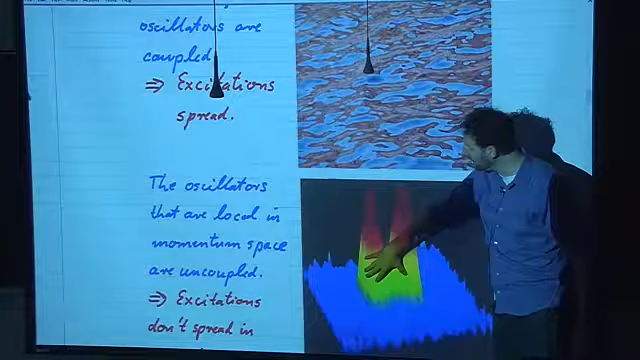 oscillators are
coupled
⇒ Excitations
spread.
The oscillators
that are local in
momentum space
are uncoupled.
⇒ Excitations
don't spread in